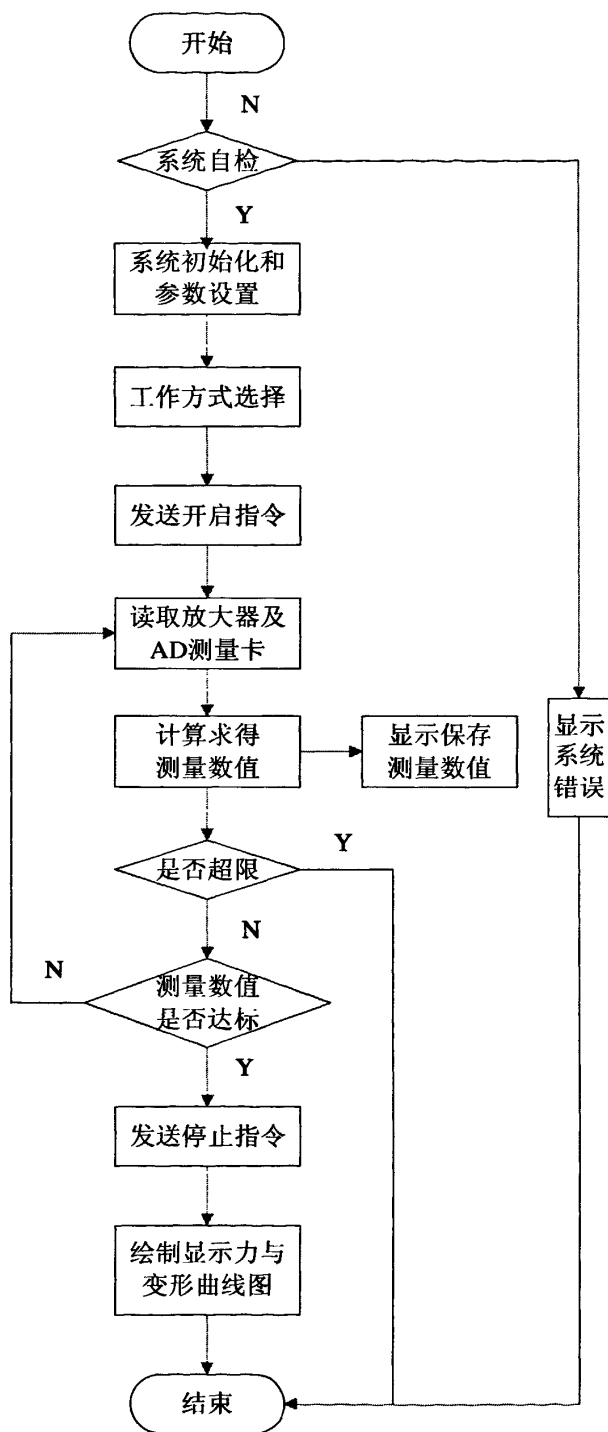 开始
N
系统自检
Y
系统初始化和
参数设置
工作方式选择
发送开启指令
读取放大器及
AD测量卡
计算求得
测量数值
显示保存
测量数值
显示
系统
错误
是否超限
Y
N
N
测量数值
是否达标
Y
发送停止指令
绘制显示力与
变形曲线图
结束